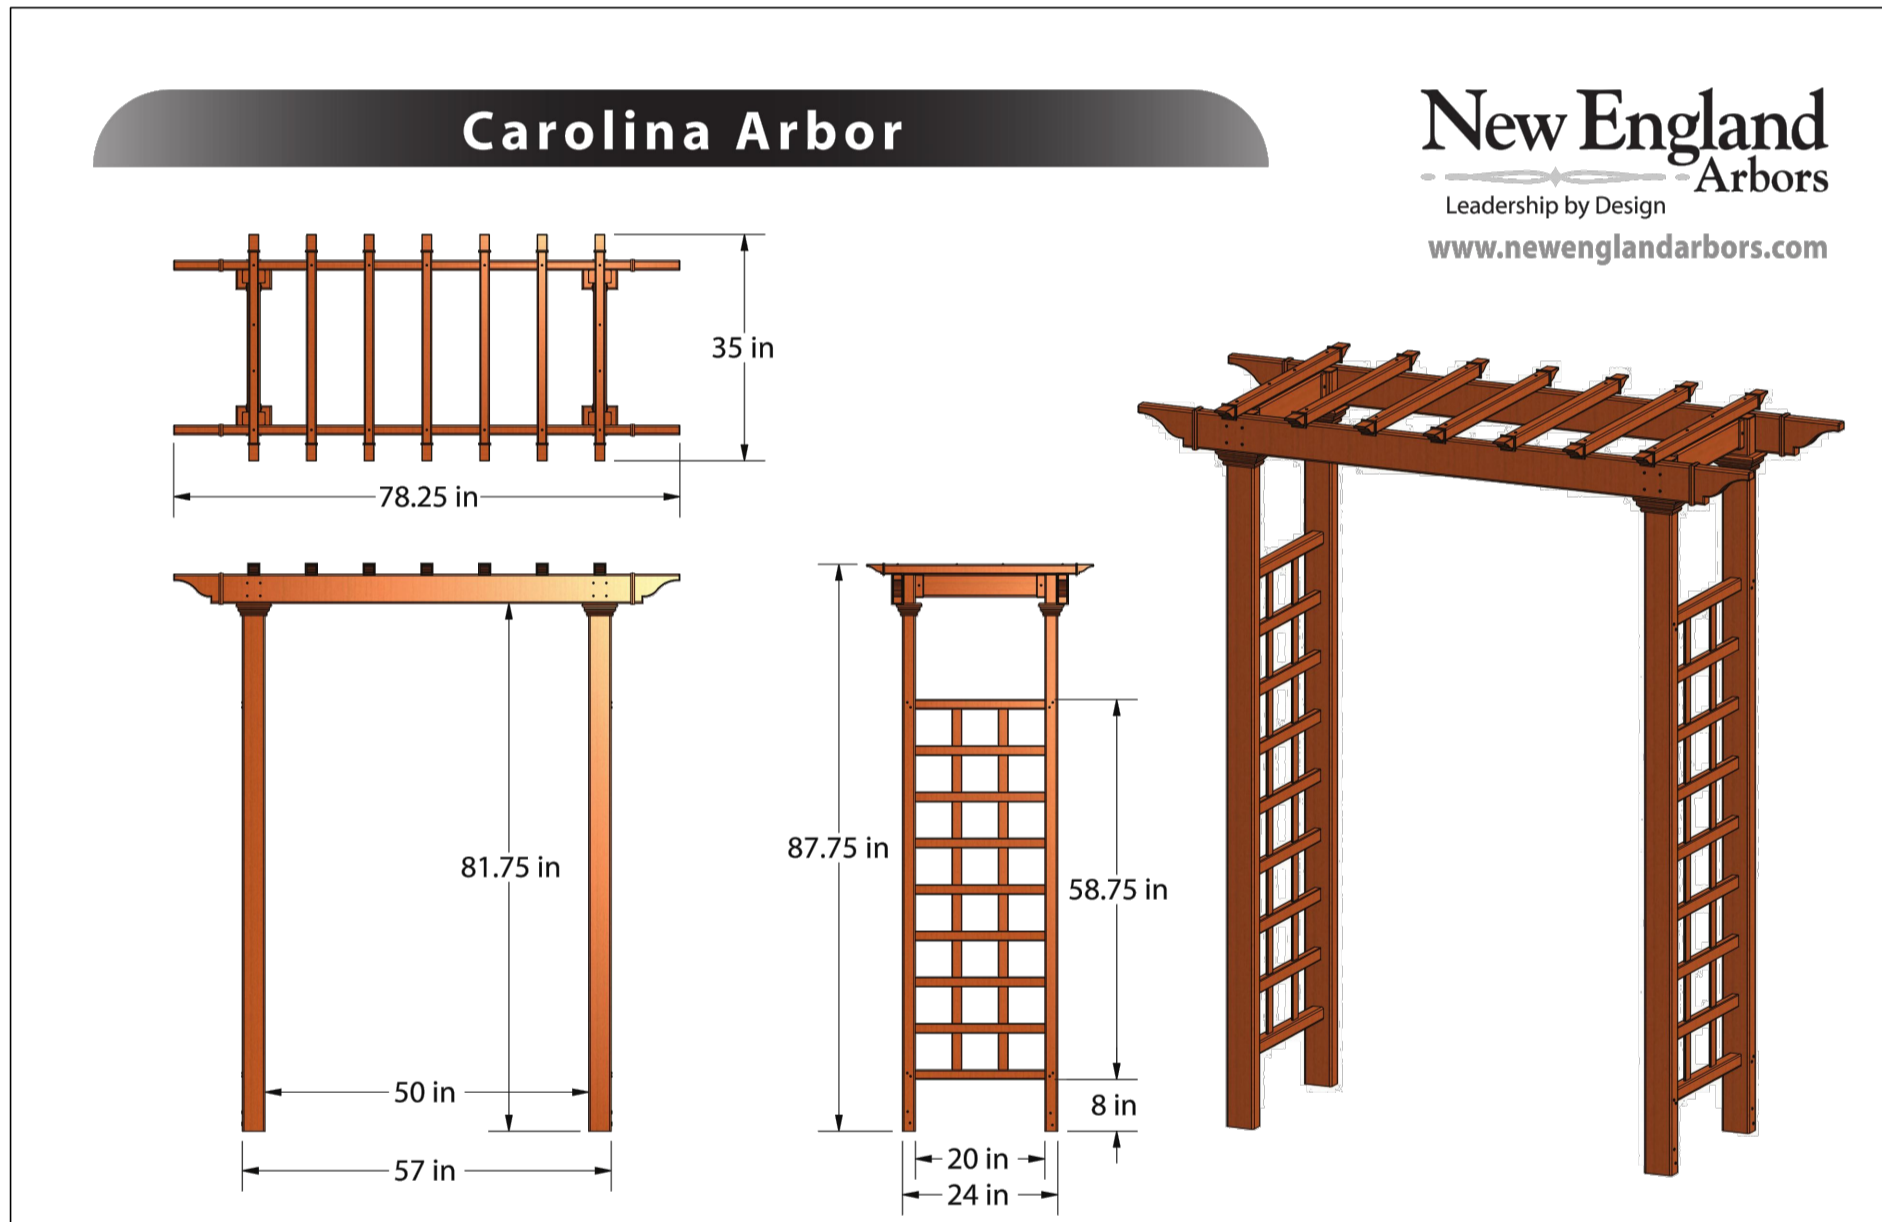 Carolina Arbor
New England
Arbors
Leadership by Design
www.newenglandarbors.com
35 in
78.25 in
81.75 in
50 in
57 in
87.75 in
58.75 in
8 in
20 in
24 in